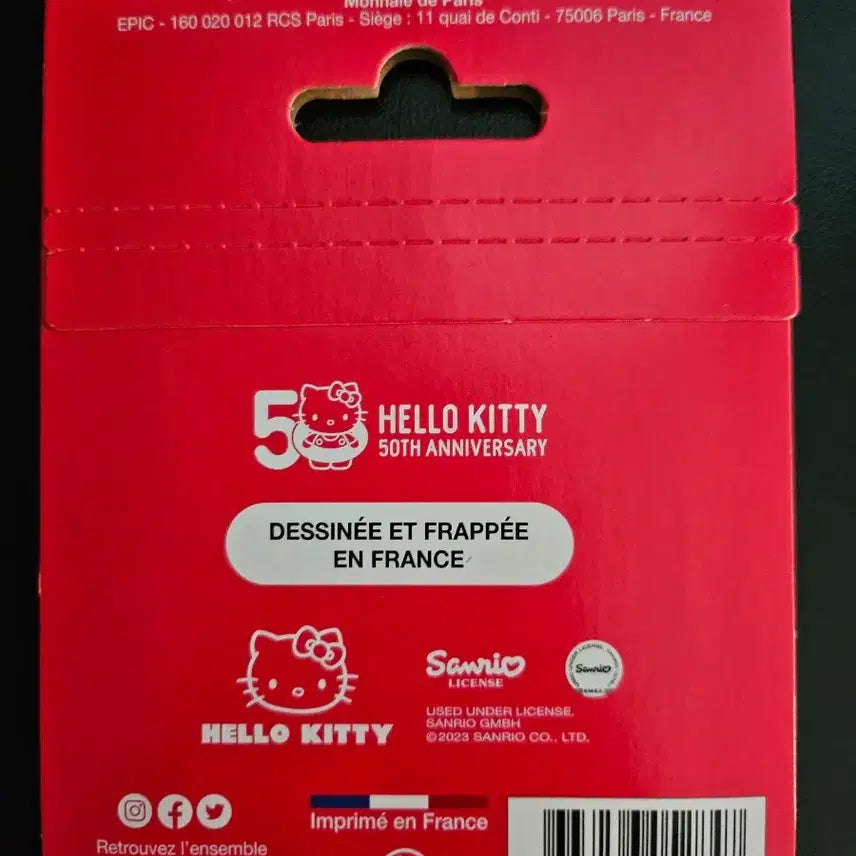 Monnaie de Paris
EPIC - 160 020 012 RCS Paris - Siège : 11 quai de Conti - 75006 Paris - France
50 HELLO KITTY
50TH ANNIVERSARY
DESSINÉE ET FRAPPÉE
EN FRANCE
HELLO KITTY
Sanrio
LICENSE
USED UNDER LICENSE.
SANRIO GMBH
©2023 SANRIO CO., LTD.
Sanrio
Imprimé en France
Retrouvez l'ensemble